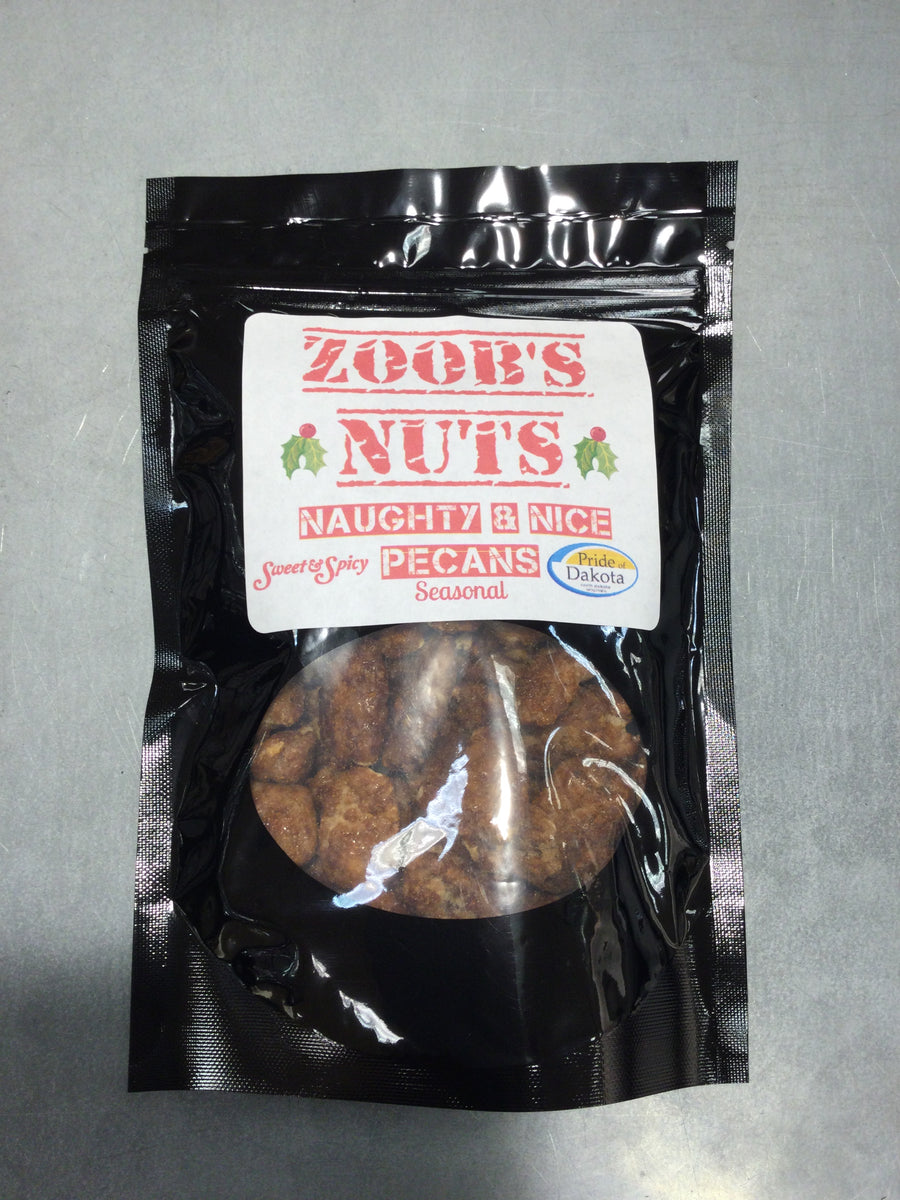 ZOOB'S
NUTS
NAUGHTY & NICE
Sweet & Spicy PECANS
Seasonal
Pride of
Dakota